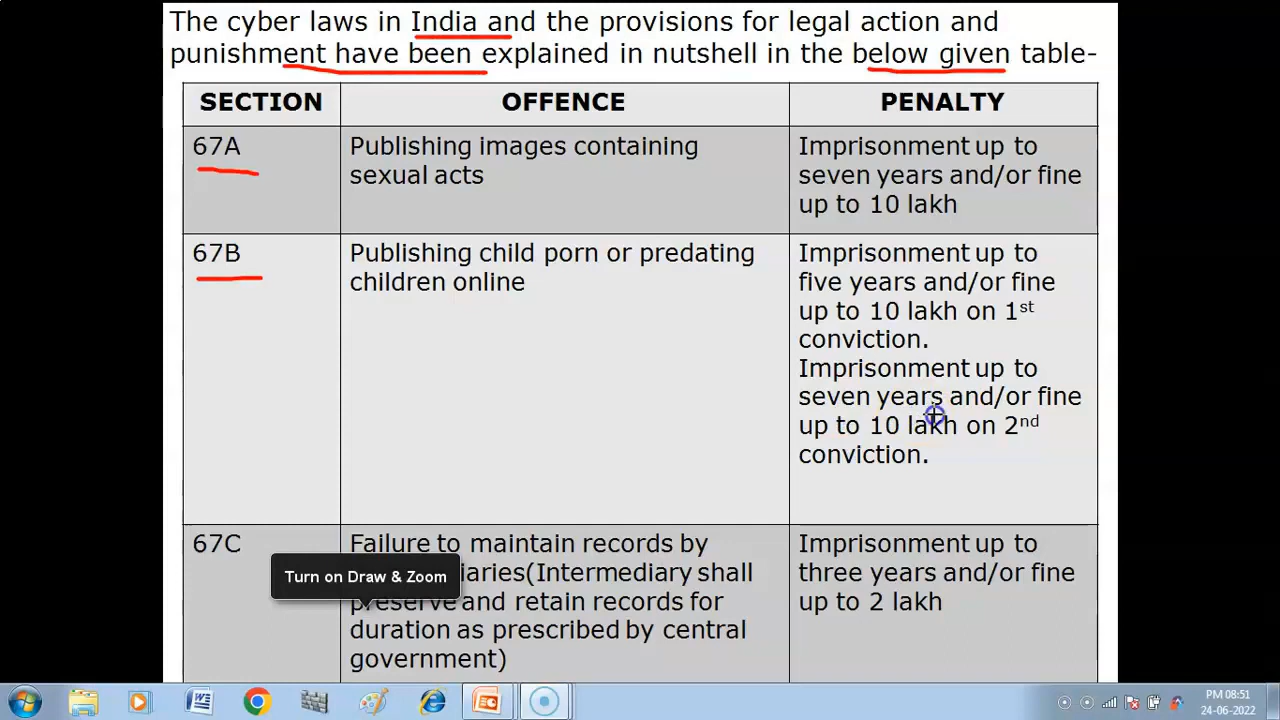 The cyber laws in India and the provisions for legal action and
punishment have been explained in nutshell in the below given table-
SECTION OFFENCE PENALTY
67A
Publishing images containing
sexual acts
Imprisonment up to
seven years and/or fine
up to 10 lakh
67B
Publishing child porn or predating
children online
Imprisonment up to
five years and/or fine
up to 10 lakh on 1st
conviction.
Imprisonment up to
seven years and/or fine
up to 10 lakh on 2nd
conviction.
67C
Failure to maintain records by
iaries(Intermediary shall
preserve and retain records for
duration as prescribed by central
government)
Imprisonment up to
three years and/or fine
up to 2 lakh
Turn on Draw & Zoom
PM 08:51
24-06-2022